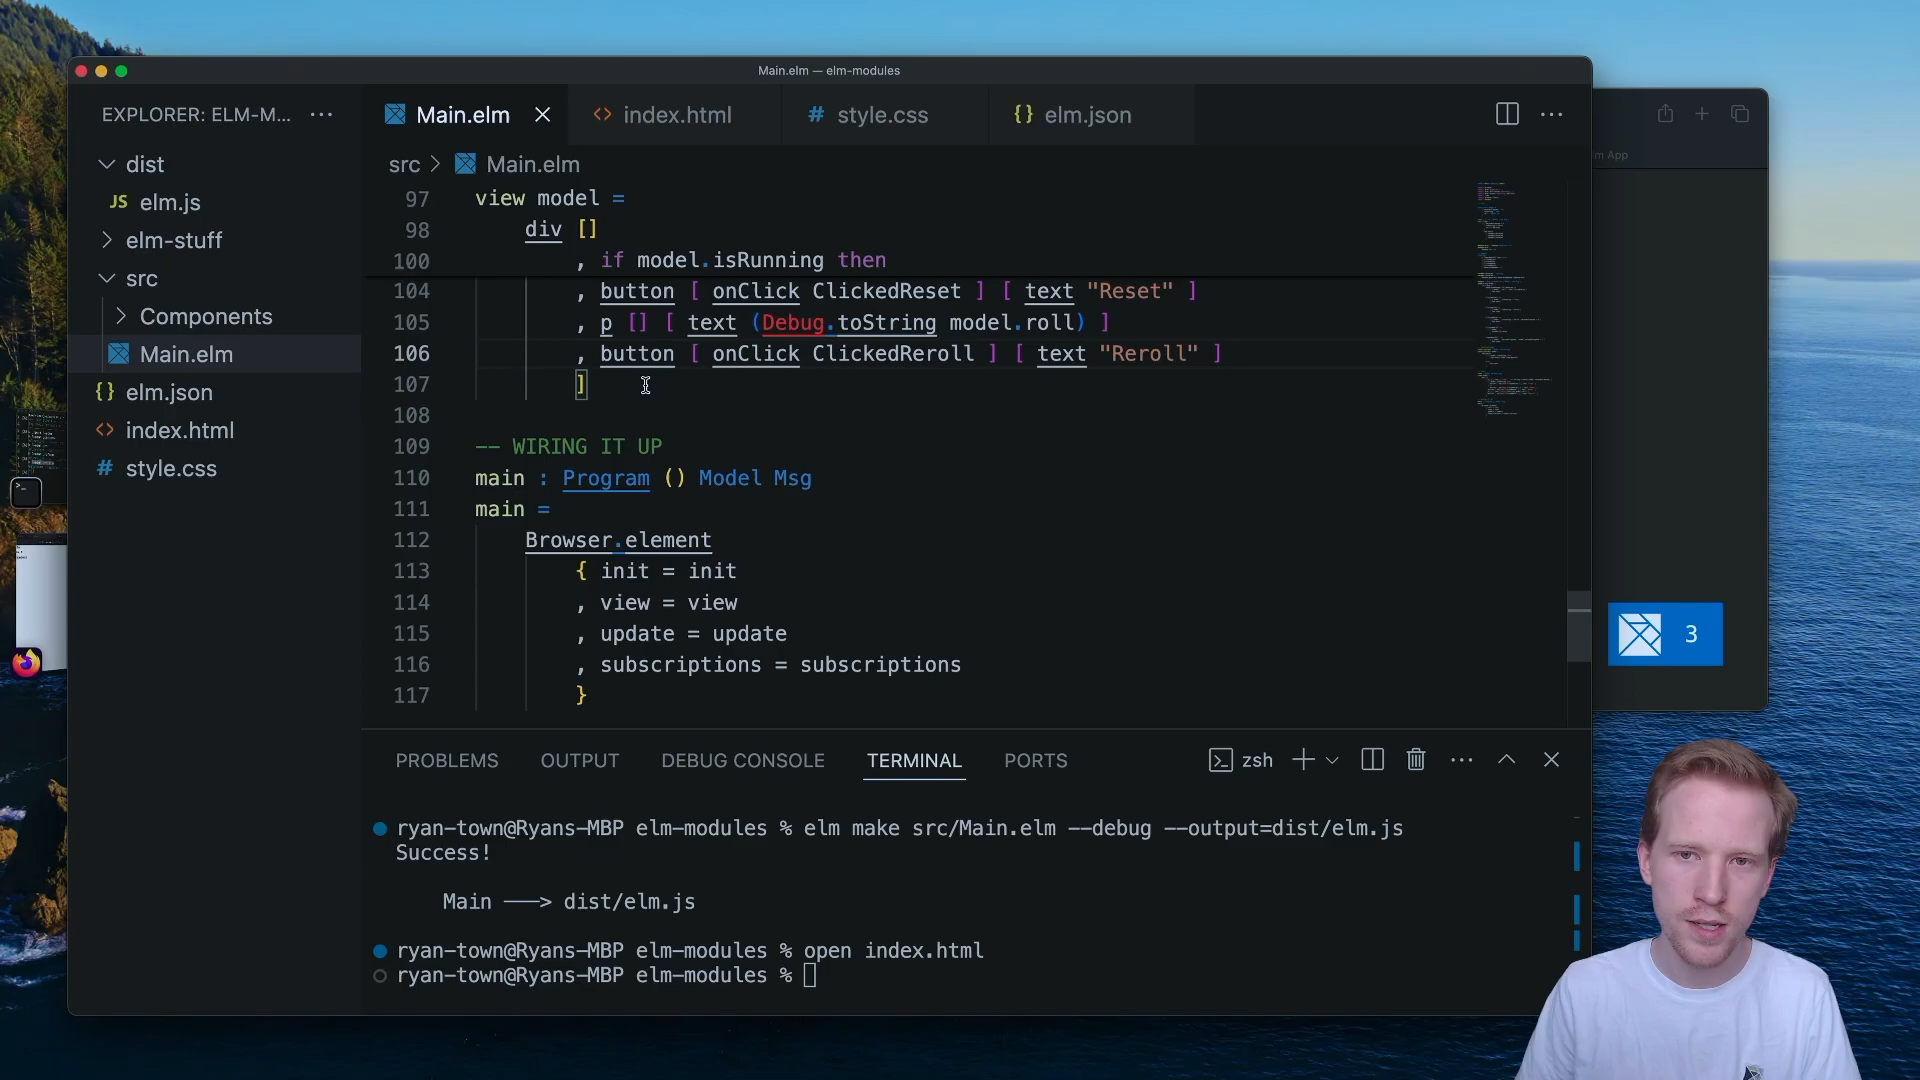 Main.elm — elm-modules
EXPLORER: ELM-M... ···
Main.elm
index.html
# style.css
{} elm.json
···
src > Main.elm
dist
JS elm.js
elm-stuff
src
Components
Main.elm
{} elm.json
<> index.html
# style.css
97 view model =
98 div []
100 , if model.isRunning then
104 , button [ onClick ClickedReset ] [ text "Reset" ]
105 , p [] [ text (Debug.toString model.roll) ]
106 , button [ onClick ClickedReroll ] [ text "Reroll" ]
107 ]
108
109 -- WIRING IT UP
110 main : Program () Model Msg
111 main =
112 Browser.element
113 { init = init
114 , view = view
115 , update = update
116 , subscriptions = subscriptions
117 }
PROBLEMS OUTPUT DEBUG CONSOLE TERMINAL PORTS
zsh
ryan-town@Ryans-MBP elm-modules % elm make src/Main.elm --debug --output=dist/elm.js
Success!
Main ———> dist/elm.js
ryan-town@Ryans-MBP elm-modules % open index.html
ryan-town@Ryans-MBP elm-modules %
App
3